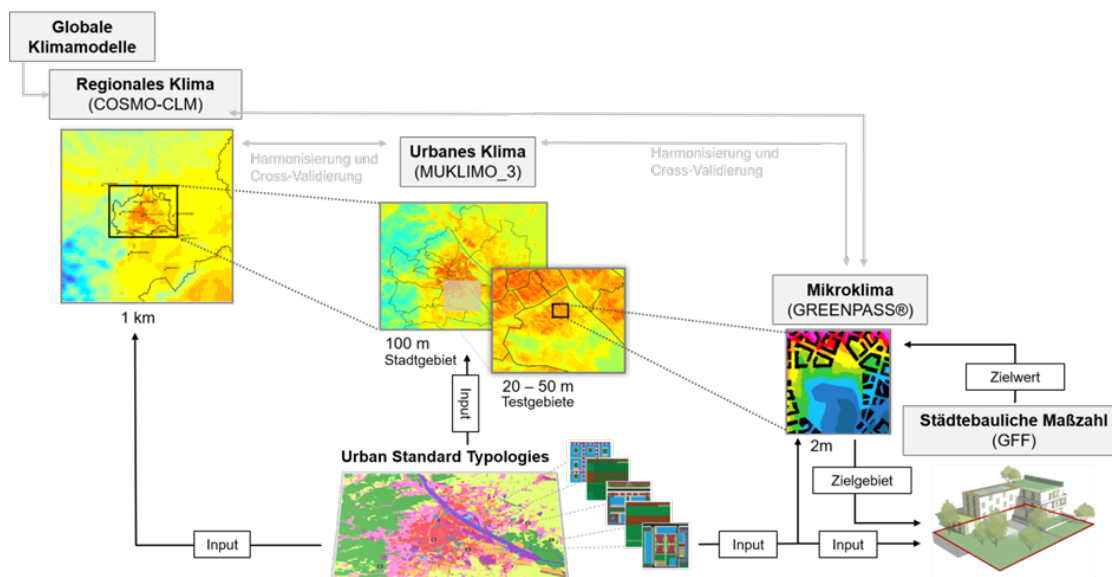 Globale
Klimamodelle
Regionales Klima
(COSMO-CLM)
Harmonisierung und
Cross-Validierung
Urbanes Klima
(MUKLIMO_3)
Harmonisierung und
Cross-Validierung
Mikroklima
(GREENPASS®)
1 km
100 m
Stadtgebiet
20 – 50 m
Testgebiete
Input
Zielwert
Städtebauliche Maßzahl
(GFF)
2m
Urban Standard Typologies
Zielgebiet
Input
Input
Input